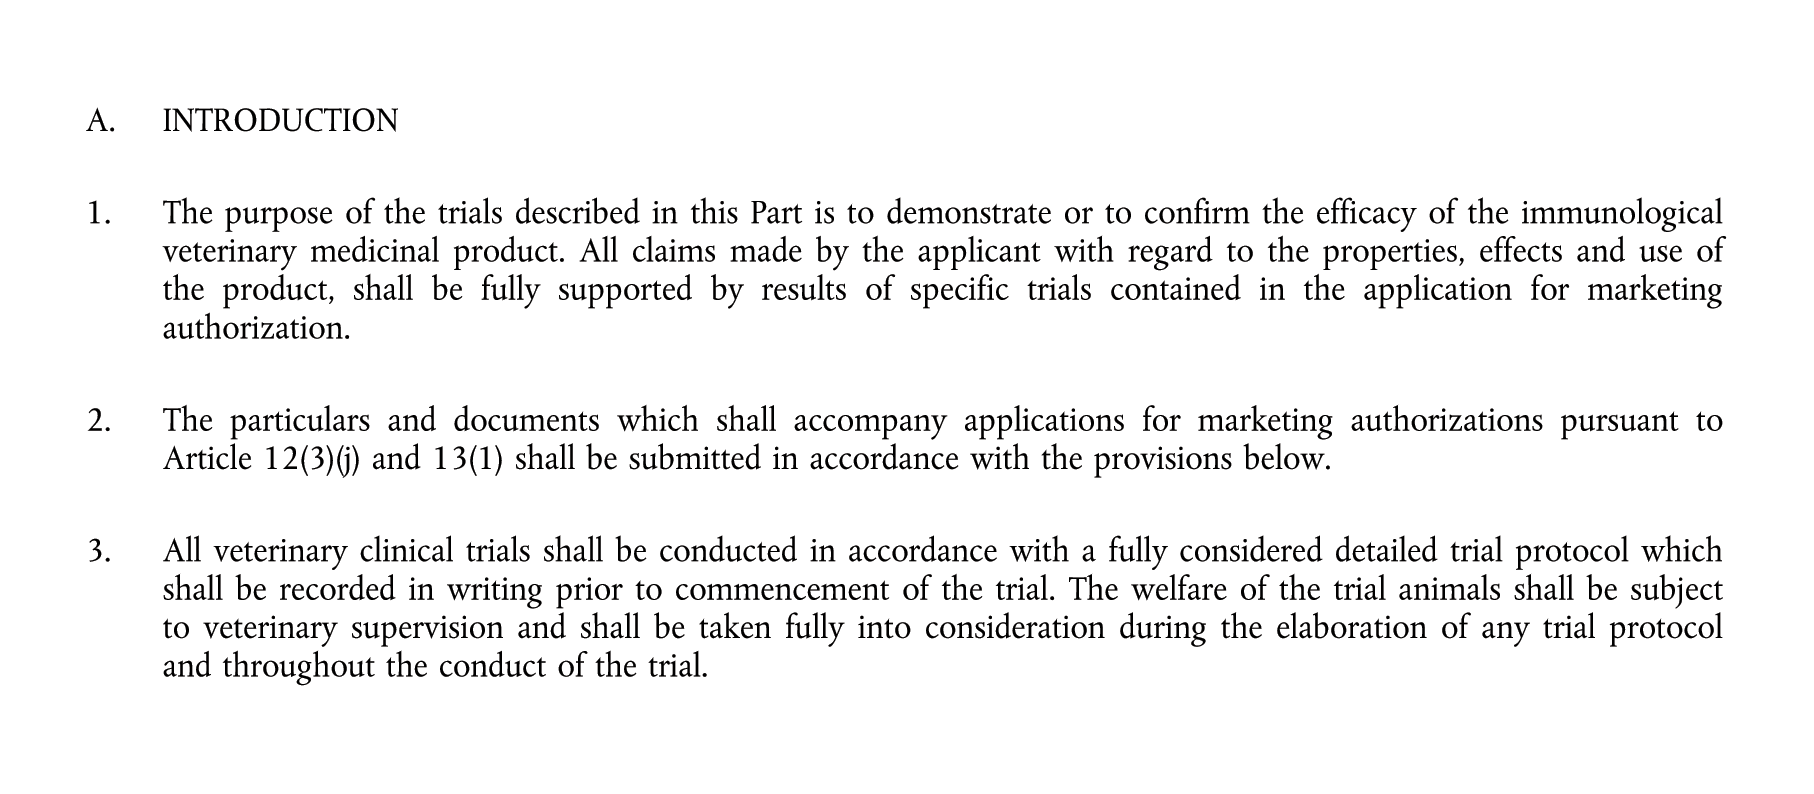 A. INTRODUCTION
1. The purpose of the trials described in this Part is to demonstrate or to confirm the efficacy of the immunological
veterinary medicinal product. All claims made by the applicant with regard to the properties, effects and use of
the product, shall be fully supported by results of specific trials contained in the application for marketing
authorization.
2. The particulars and documents which shall accompany applications for marketing authorizations pursuant to
Article 12(3)(j) and 13(1) shall be submitted in accordance with the provisions below.
3. All veterinary clinical trials shall be conducted in accordance with a fully considered detailed trial protocol which
shall be recorded in writing prior to commencement of the trial. The welfare of the trial animals shall be subject
to veterinary supervision and shall be taken fully into consideration during the elaboration of any trial protocol
and throughout the conduct of the trial.